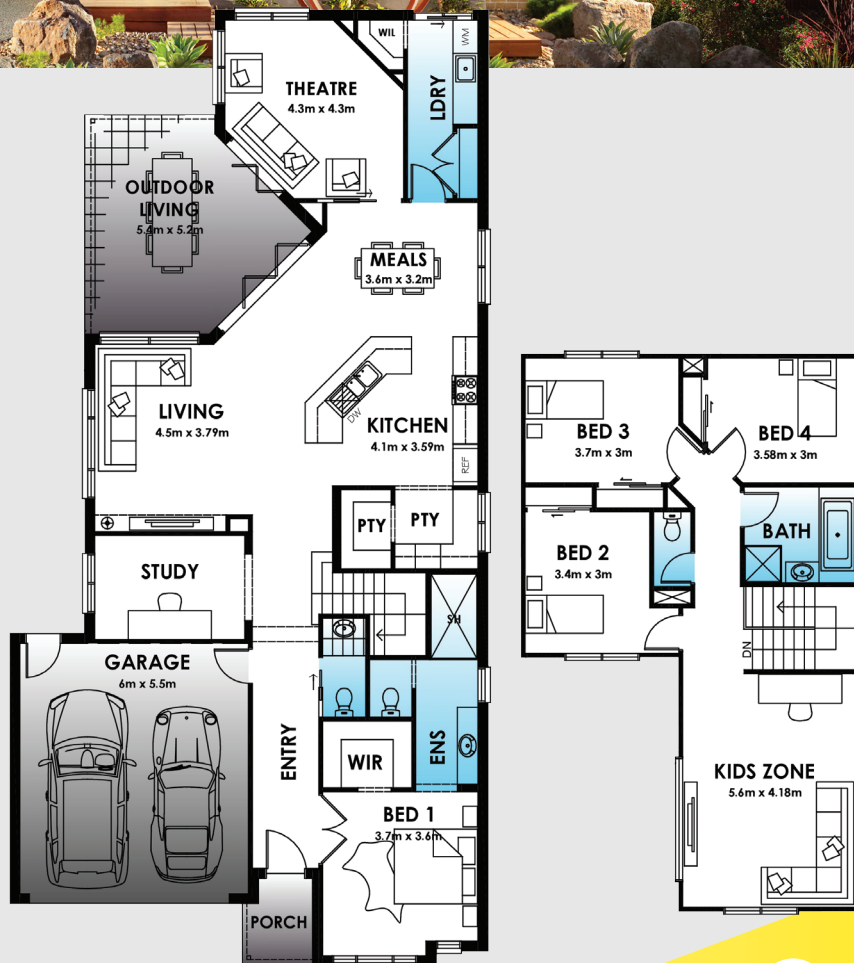 WIL
WM
THEATRE
4.3m x 4.3m
LDRY
OUTDOOR
LIVING
5.4m x 5.2m
MEALS
3.6m x 3.2m
LIVING
4.5m x 3.79m
DW
KITCHEN
4.1m x 3.59m
REF
PTY
PTY
STUDY
SH
GARAGE
6m x 5.5m
ENTRY
WIR
ENS
BED 1
3.7m x 3.6m
PORCH
BED 3
3.7m x 3m
BED 4
3.58m x 3m
BED 2
3.4m x 3m
BATH
DN
KIDS ZONE
5.6m x 4.18m